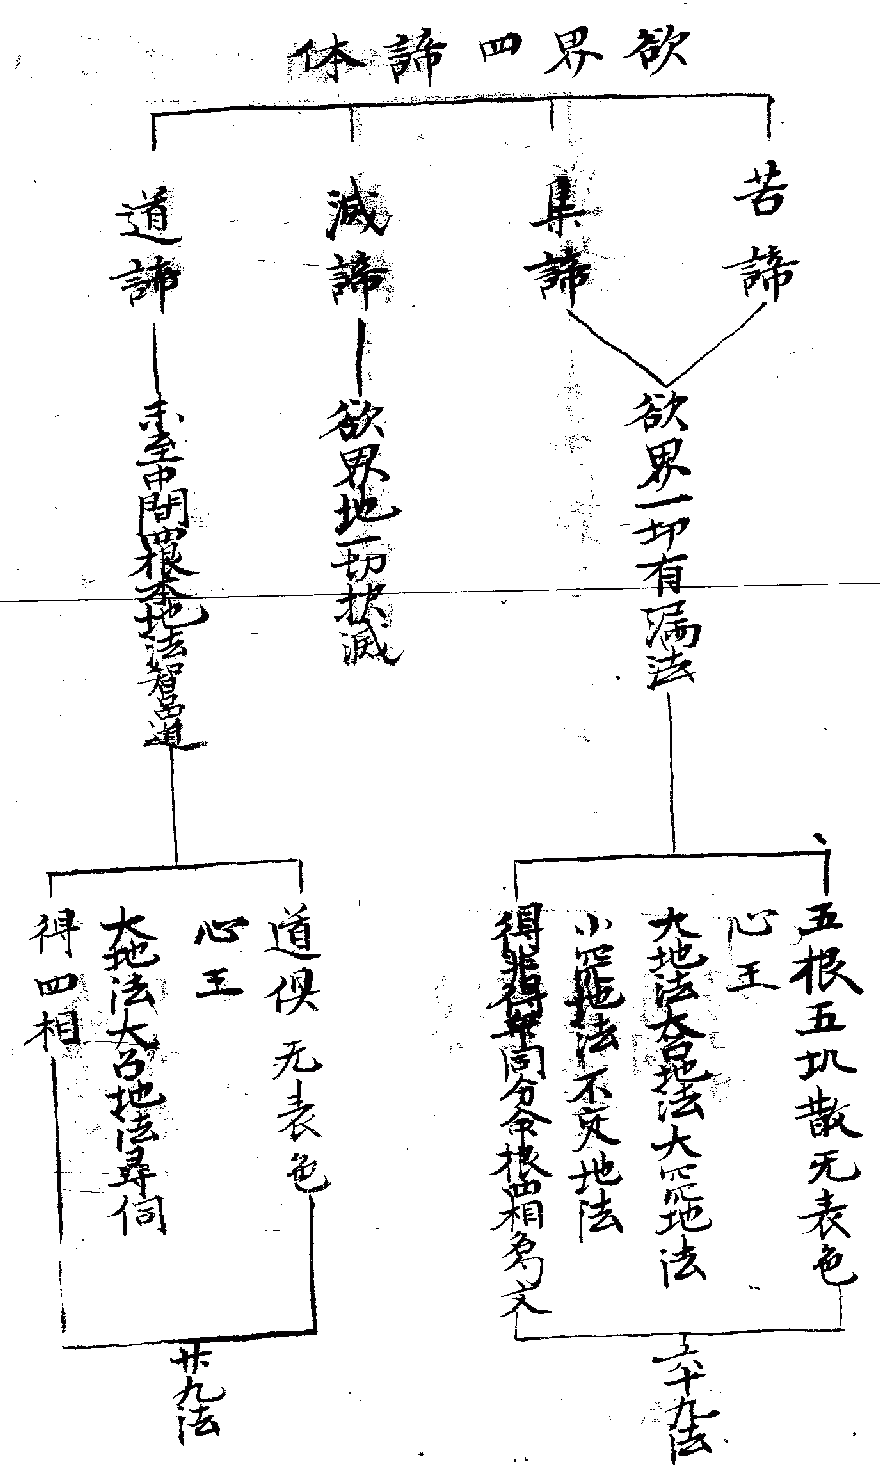 欲界四諦体
苦諦
集諦
滅諦
道諦
欲界一切有漏法
欲界地一切択滅
未至中間四根本地法智品道
五根五境散无表色
心王
大地法大善地法大地法
小地法不定地法
得非得衆同分命根四相名句文
六十九法
道倶无表色
心王
大地法大善地法尋伺
得四相
廿九法